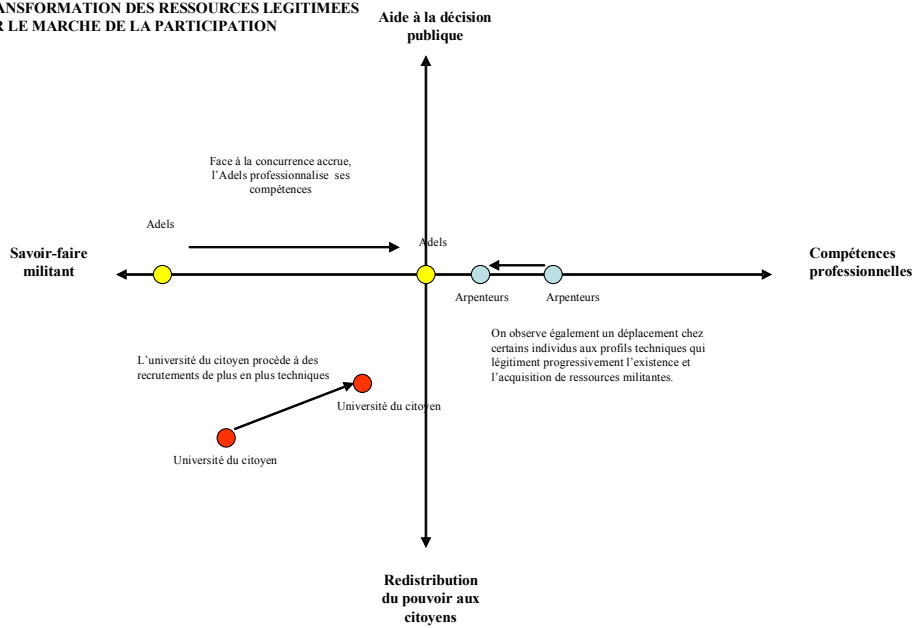 ANSFORMATION DES RESSOURCES LEGITIMEES
R LE MARCHE DE LA PARTICIPATION
Aide à la décision
publique
Face à la concurrence accrue,
l’Adels professionnalise ses
compétences
Adels
Adels
Savoir-faire
militant
Compétences
professionnelles
Arpenteurs
Arpenteurs
On observe également un déplacement chez
certains individus aux profils techniques qui
légitiment progressivement l’existence et
l’acquisition de ressources militantes.
L’université du citoyen procède à des
recrutements de plus en plus techniques
Université du citoyen
Université du citoyen
Redistribution
du pouvoir aux
citoyens